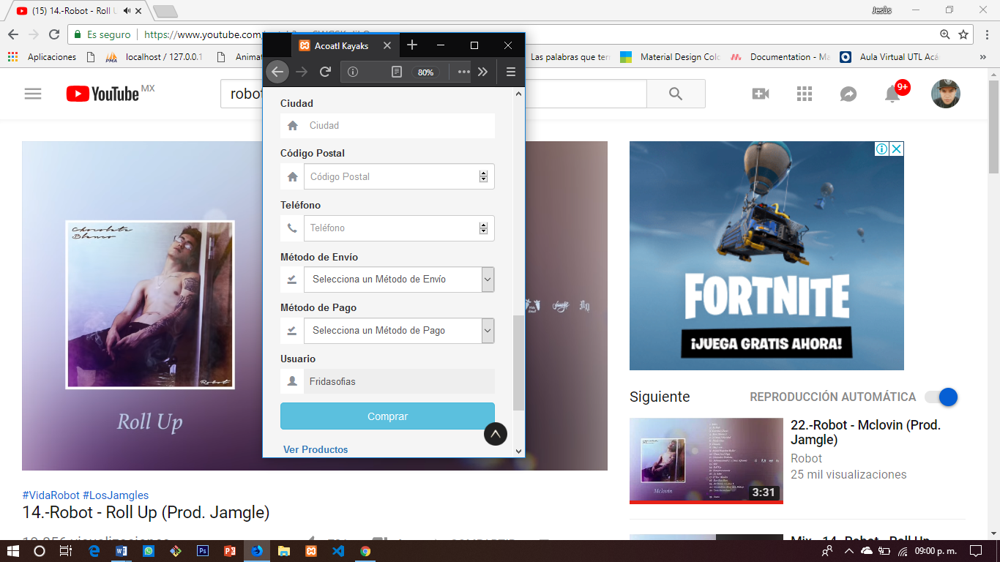 (15) 14.-Robot - Roll U
Jesús
Es seguro
https://www.youtube.com/
Aplicaciones
localhost / 127.0.0.1
Animat
Las palabras que ter
Material Design Colo
Documentation - Ma
Aula Virtual UTL Acá
»
YouTube MX
robot
9+
Acoatl Kayaks
80%
Ciudad
Ciudad
Código Postal
Código Postal
Teléfono
Teléfono
Método de Envío
Selecciona un Método de Envío
Método de Pago
Selecciona un Método de Pago
Usuario
Fridasofias
Comprar
Ver Productos
Chocolate
Blanco
Robot
Roll Up
FORTNITE
¡JUEGA GRATIS AHORA!
Siguiente
REPRODUCCIÓN AUTOMÁTICA
22.-Robot - Mclovin (Prod.
Jamgle)
Robot
25 mil visualizaciones
Mclovin
3:31
#VidaRobot #LosJamgles
14.-Robot - Roll Up (Prod. Jamgle)
Mix - 14.-Robot - Roll Up
09:00 p. m.